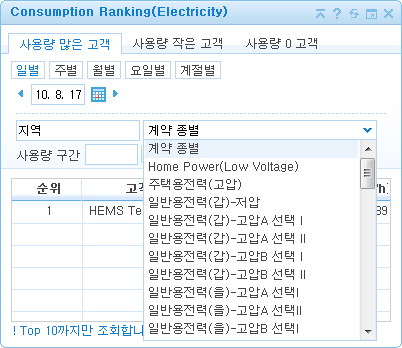 Consumption Ranking(Electricity)
사용량 많은 고객 사용량 작은 고객 사용량 0 고객
일별 주별 월별 요일별 계절별
10. 8. 17
지역 계약 종별
사용량 구간
계약 종별
Home Power(Low Voltage)
주택용전력(고압)
일반용전력(갑)-저압
일반용전력(갑)-고압A 선택 I
일반용전력(갑)-고압A 선택 II
일반용전력(갑)-고압B 선택 I
일반용전력(갑)-고압B 선택 II
일반용전력(을)-고압A 선택I
일반용전력(을)-고압A 선택II
일반용전력(을)-고압B 선택I
순위
1 HEMS 89
! Top 10까지만